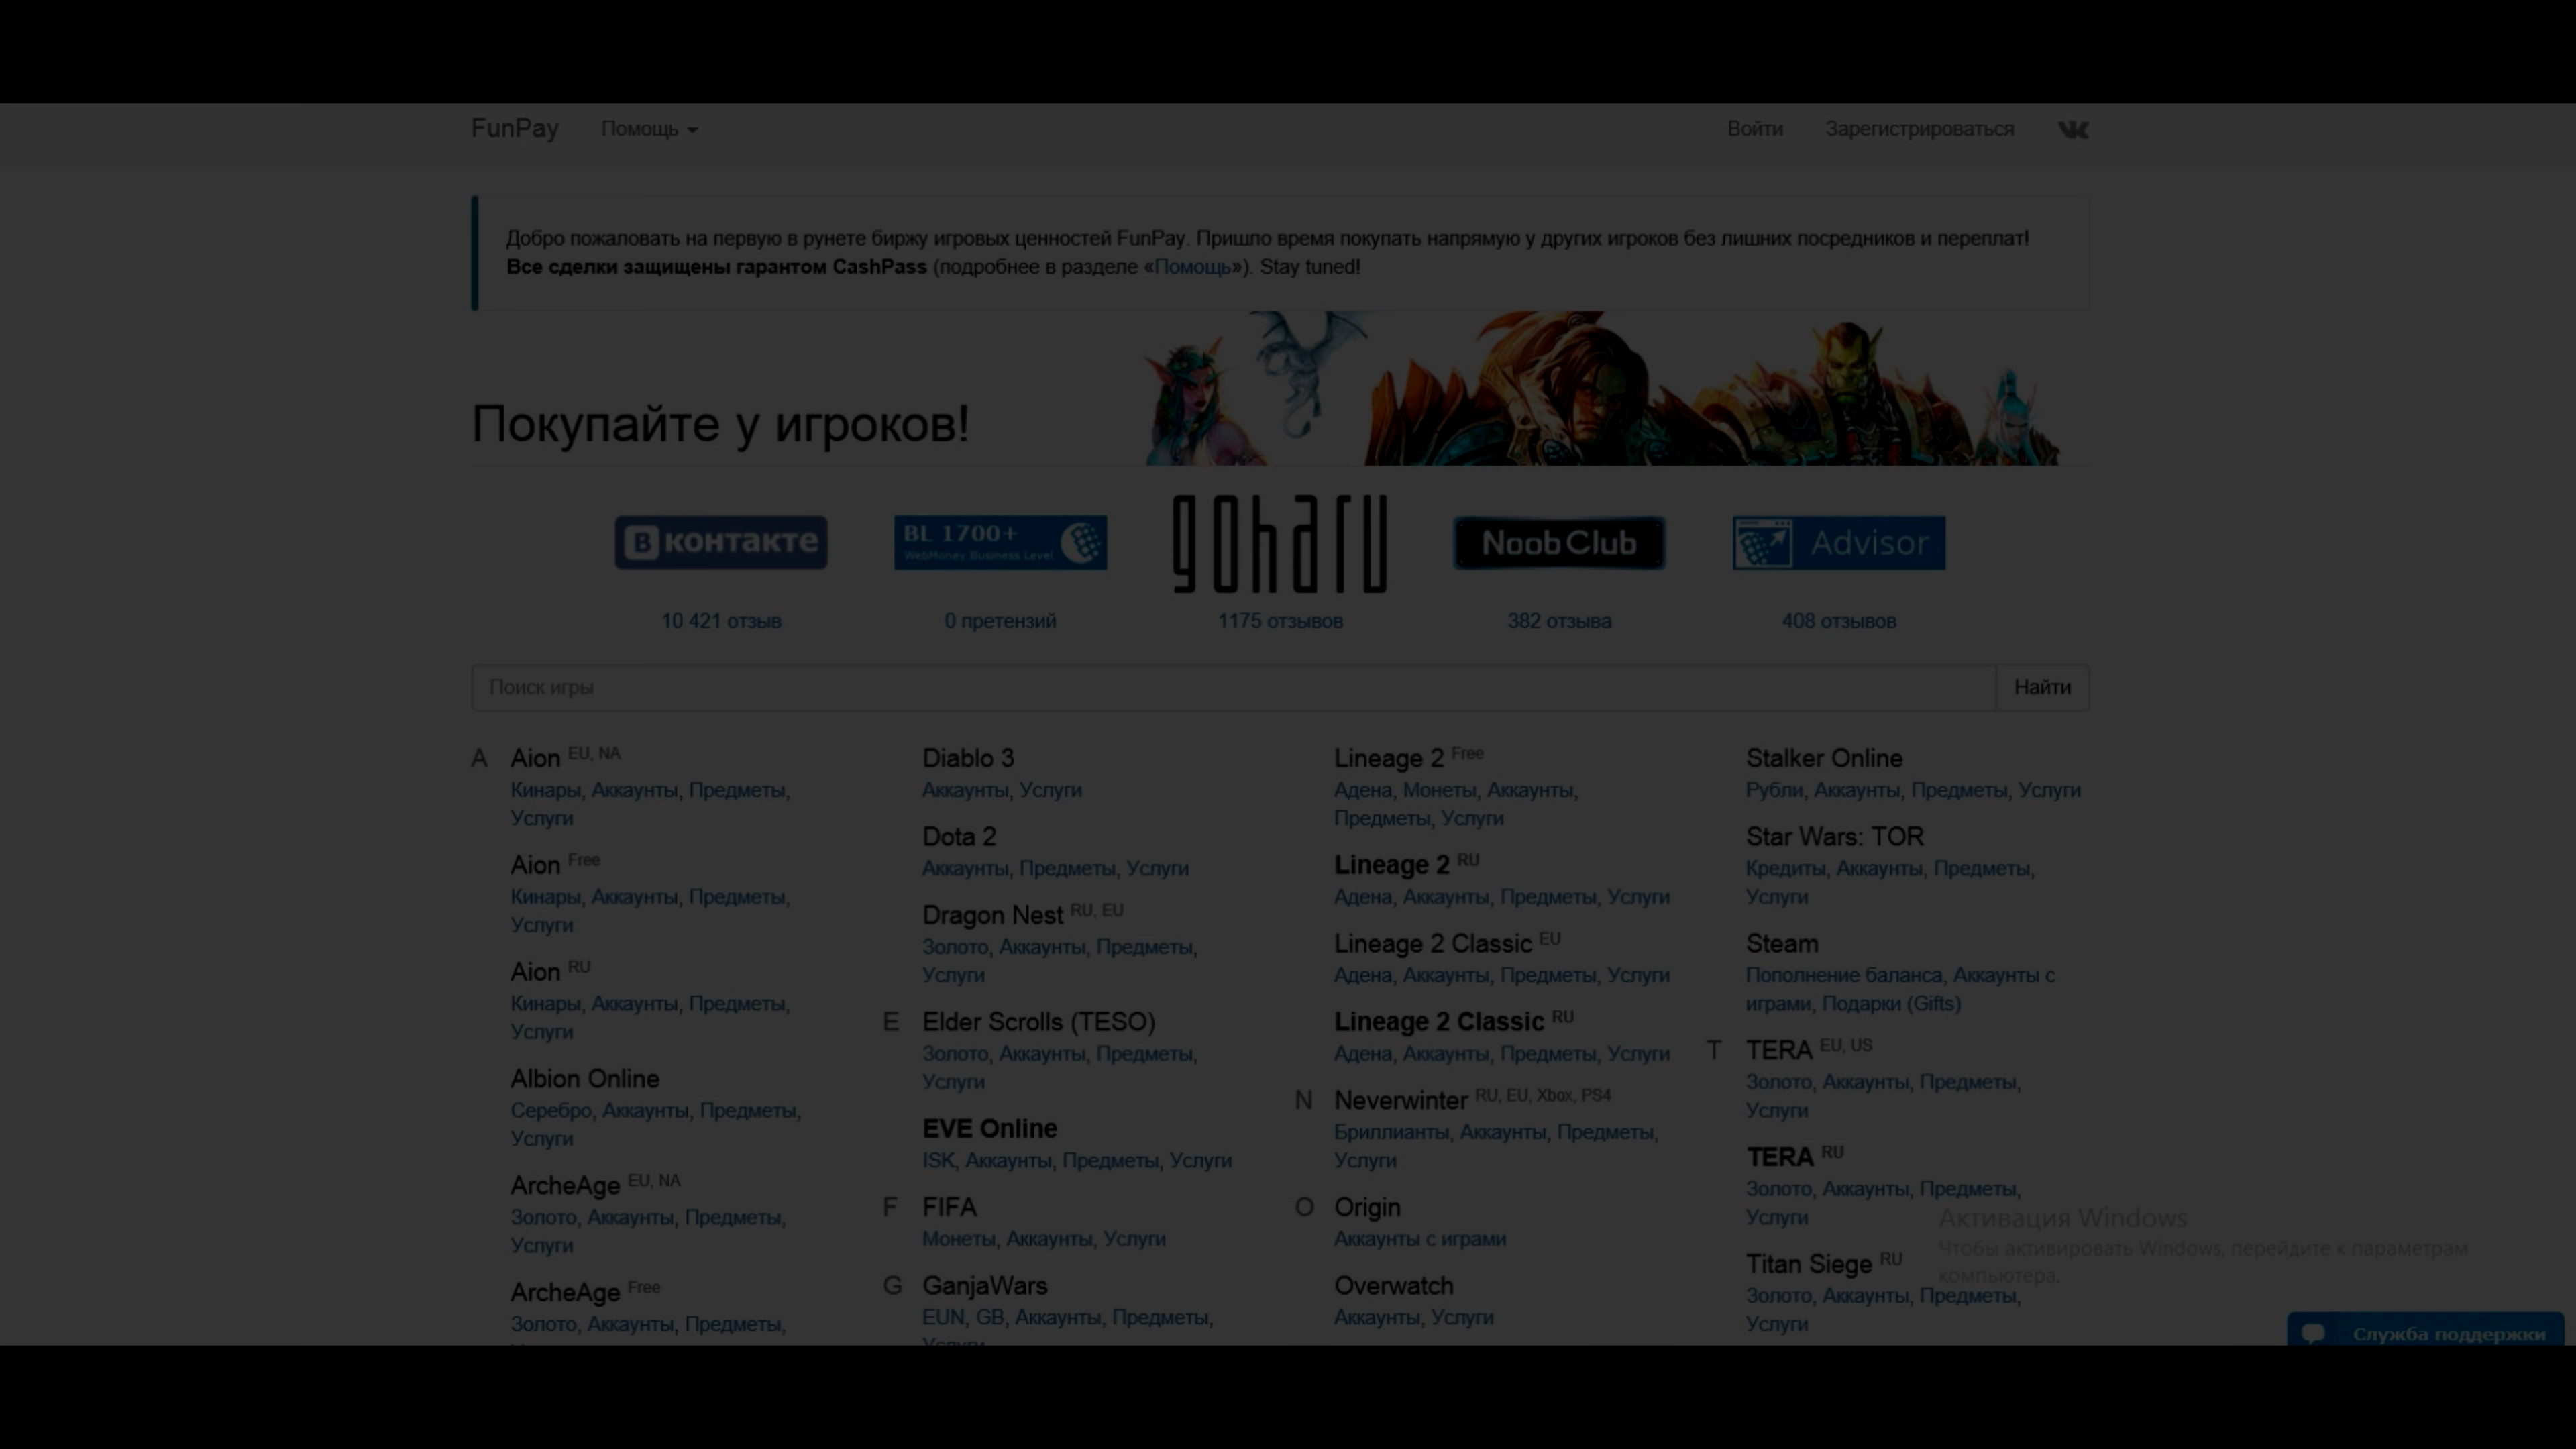 FunPay Помощь Войти Зарегистрироваться
Добро пожаловать на первую в рунете биржу игровых ценностей FunPay. Пришло время покупать напрямую у других игроков без лишних посредников и переплат!
Все сделки защищены гарантом CashPass (подробнее в разделе «Помощь»). Stay tuned!
Покупайте у игроков!
В контакте
10 421 отзыв
BL 1700+
WebMoney Business Level
0 претензий
goharu
1175 отзывов
Noob Club
382 отзыва
Advisor
408 отзывов
Поиск игры Найти
A Aion EU, NA
Кинары, Аккаунты, Предметы,
Услуги
Aion Free
Кинары, Аккаунты, Предметы,
Услуги
Aion RU
Кинары, Аккаунты, Предметы,
Услуги
Albion Online
Серебро, Аккаунты, Предметы,
Услуги
ArcheAge EU, NA
Золото, Аккаунты, Предметы,
Услуги
ArcheAge Free
Золото, Аккаунты, Предметы,
Diablo 3
Аккаунты, Услуги
Dota 2
Аккаунты, Предметы, Услуги
Dragon Nest RU, EU
Золото, Аккаунты, Предметы,
Услуги
E Elder Scrolls (TESO)
Золото, Аккаунты, Предметы,
Услуги
EVE Online
ISK, Аккаунты, Предметы, Услуги
F FIFA
Монеты, Аккаунты, Услуги
G GanjaWars
EUN, GB, Аккаунты, Предметы,
Услуги
Lineage 2 Free
Адена, Монеты, Аккаунты,
Предметы, Услуги
Lineage 2 RU
Адена, Аккаунты, Предметы, Услуги
Lineage 2 Classic EU
Адена, Аккаунты, Предметы, Услуги
Lineage 2 Classic RU
Адена, Аккаунты, Предметы, Услуги
N Neverwinter RU, EU, Xbox, PS4
Бриллианты, Аккаунты, Предметы,
Услуги
O Origin
Аккаунты с играми
Overwatch
Аккаунты, Услуги
Stalker Online
Рубли, Аккаунты, Предметы, Услуги
Star Wars: TOR
Кредиты, Аккаунты, Предметы,
Услуги
Steam
Пополнение баланса, Аккаунты с
играми, Подарки (Gifts)
T TERA EU, US
Золото, Аккаунты, Предметы,
Услуги
TERA RU
Золото, Аккаунты, Предметы,
Услуги
Titan Siege RU
Золото, Аккаунты, Предметы,
Услуги
Активация Windows
Чтобы активировать Windows, перейдите к параметрам
компьютера.
Служба поддержки